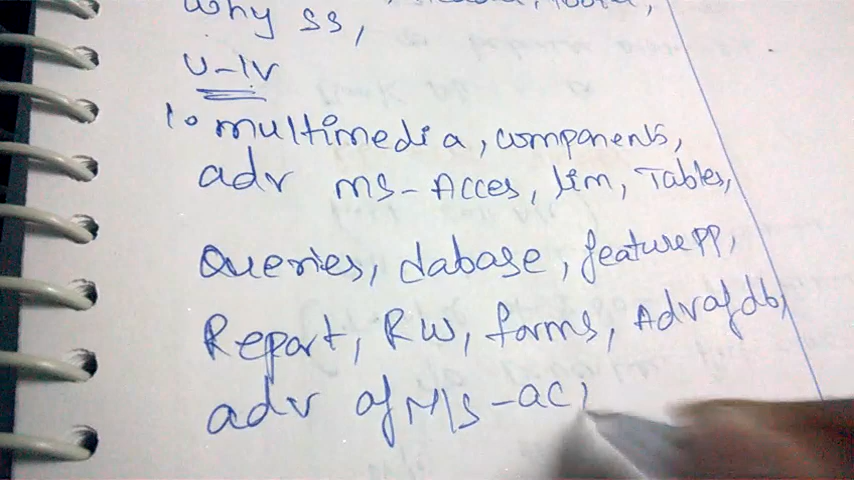 Why SS,
U-IV
1. multimedia, components,
adv MS-Acces, lim, Tables,
Queries, dabase, feature PP,
Report, RW, forms, Adv of db,
adv of M/S-ac,